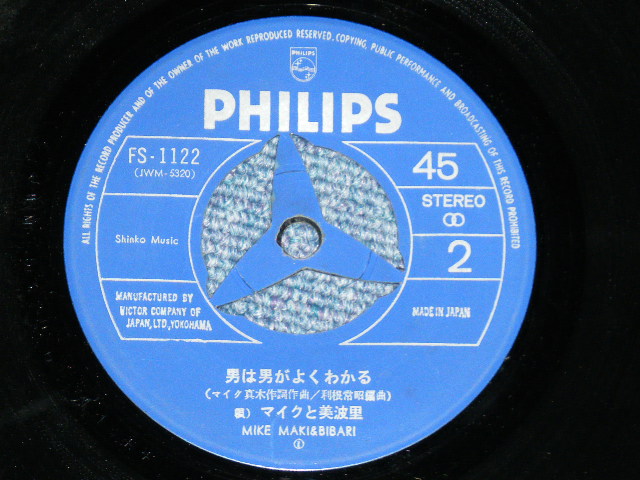 ALL RIGHTS OF THE RECORD PRODUCER AND OF THE OWNER OF THE WORK REPRODUCED RESERVED. COPYING, PUBLIC PERFORMANCE AND BROADCASTING OF THIS RECORD PROHIBITED
PHILIPS
PHILIPS
FS-1122
(JWM-5320)
45
STEREO
2
Shinko Music
MANUFACTURED BY
VICTOR COMPANY OF
JAPAN, LTD., YOKOHAMA
MADE IN JAPAN
男は男がよくわかる
(マイク真木作詞作曲/利根常昭編曲)
唄) マイクと美波里
MIKE MAKI&BIBARI